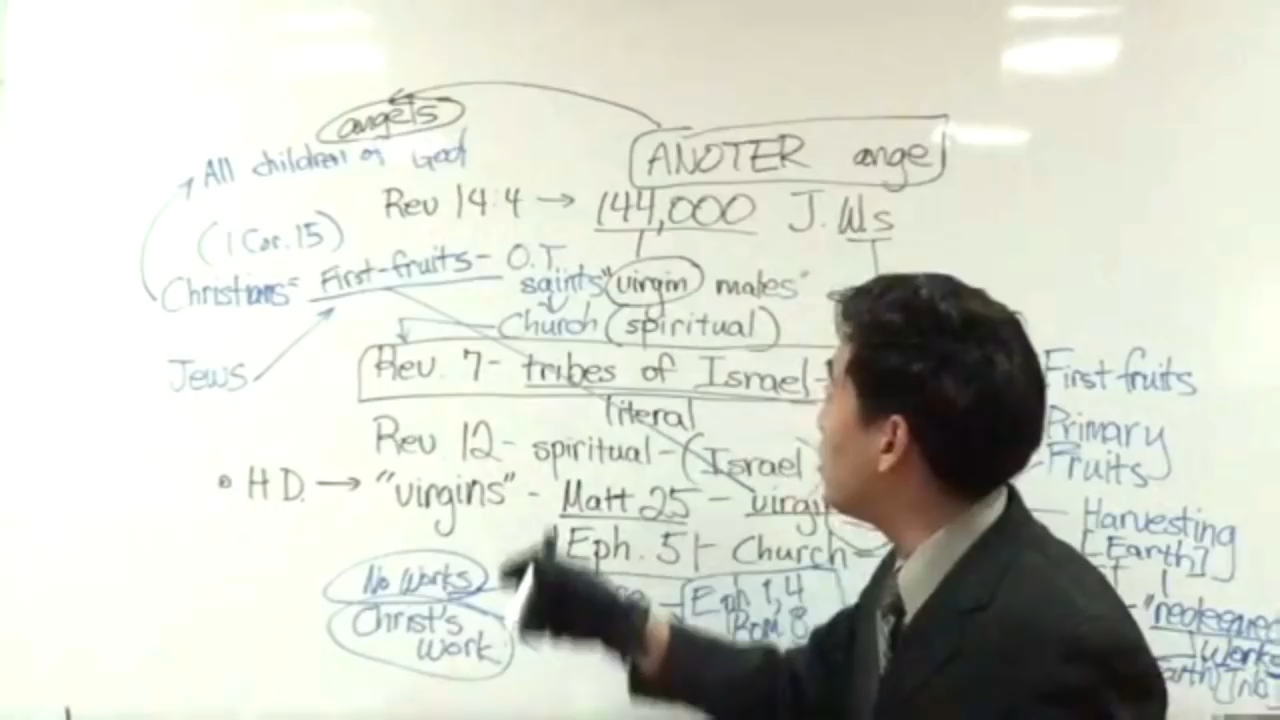 angels
All children of God
ANOTER ange
Rev 14:4 → 144,000 J.Ws
(1 Cor. 15)
Christians = First-fruits - O.T. saints "virgin males"
Church (spiritual)
Jews
Rev. 7 - tribes of Israel -
literal
First fruits
Primary Fruits
Rev 12 - spiritual - (Israel
• H.D. → "virgins" - Matt 25 - virgi
Harvesting
[Earth]
Eph. 5 - Church
No Works
Eph 1,4
Rom 8
Christ's work
Works